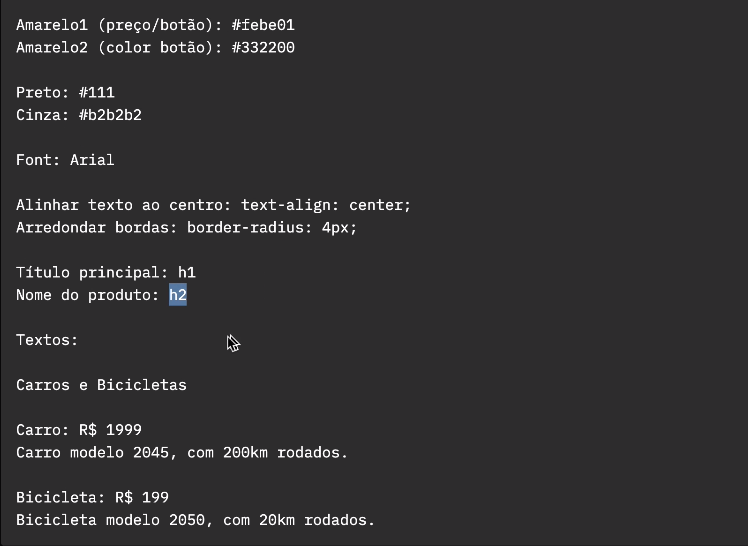 Amarelo1 (preço/botão): #febe01
Amarelo2 (color botão): #332200
Preto: #111
Cinza: #b2b2b2
Font: Arial
Alinhar texto ao centro: text-align: center;
Arredondar bordas: border-radius: 4px;
Título principal: h1
Nome do produto: h2
Textos:
Carros e Bicicletas
Carro: R$ 1999
Carro modelo 2045, com 200km rodados.
Bicicleta: R$ 199
Bicicleta modelo 2050, com 20km rodados.